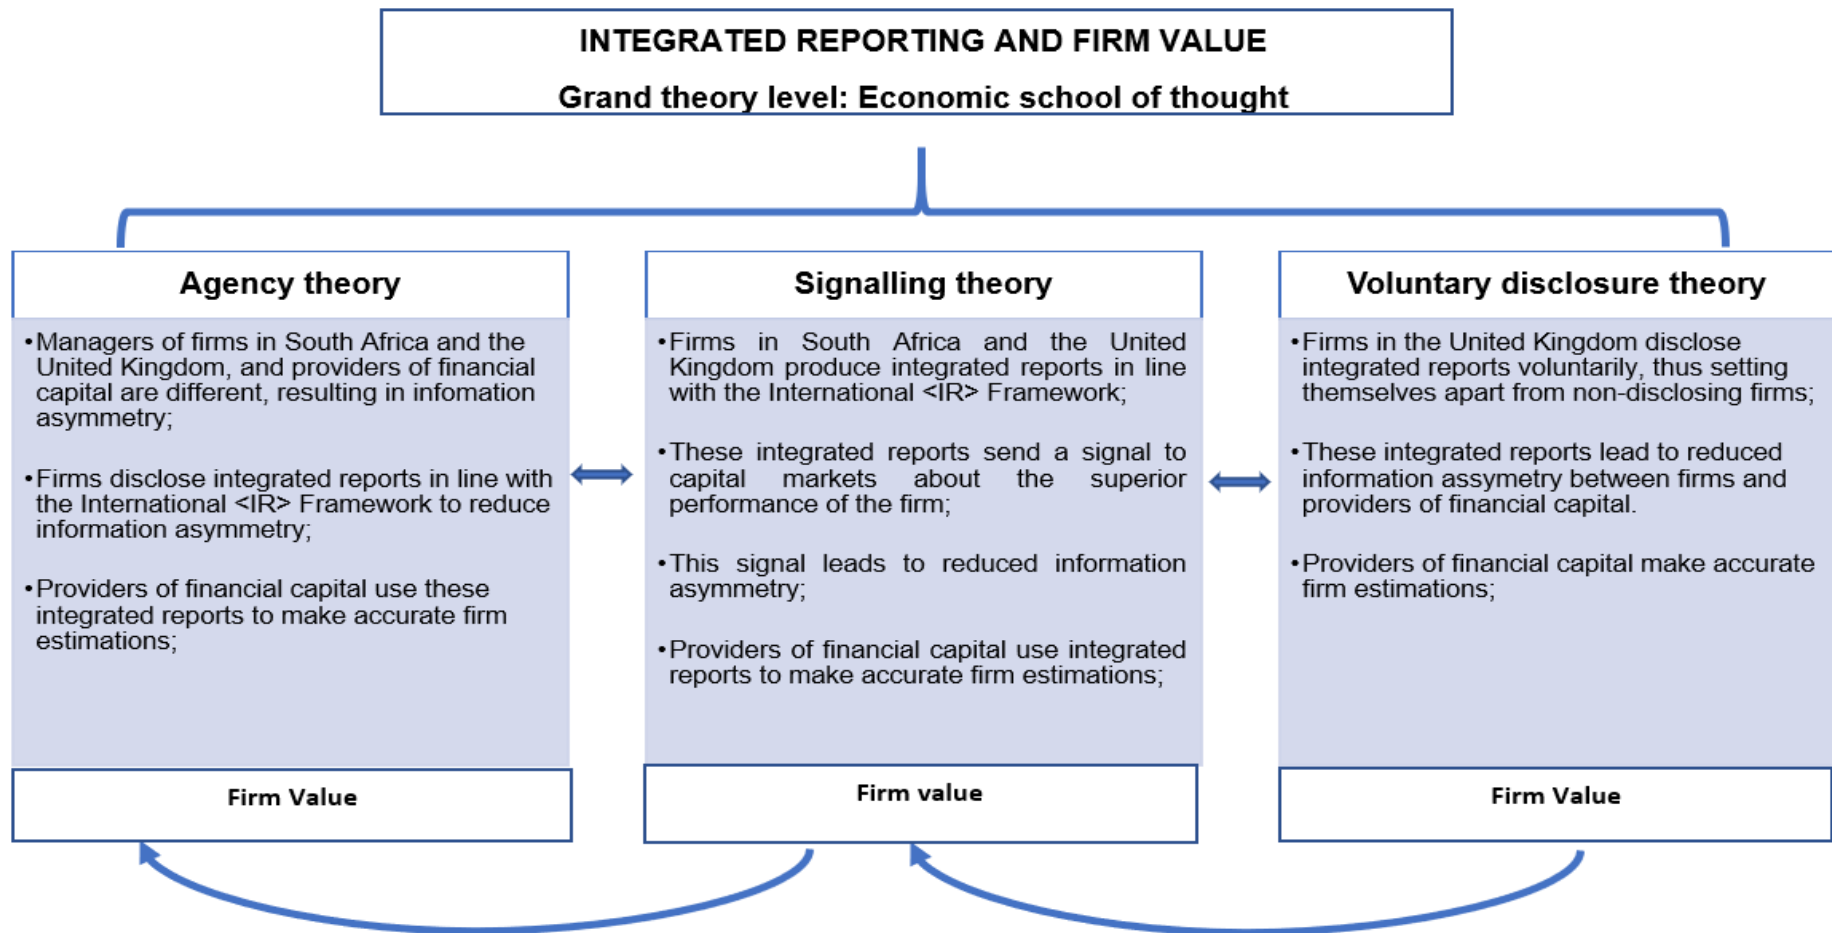 INTEGRATED REPORTING AND FIRM VALUE
Grand theory level: Economic school of thought
Agency theory
•Managers of firms in South Africa and the
United Kingdom, and providers of financial
capital are different, resulting in infomation
asymmetry;
•Firms disclose integrated reports in line with
the International <IR> Framework to reduce
information asymmetry;
•Providers of financial capital use these
integrated reports to make accurate firm
estimations;
Firm Value
Signalling theory
•Firms in South Africa and the United
Kingdom produce integrated reports in line
with the International <IR> Framework;
•These integrated reports send a signal to
capital markets about the superior
performance of the firm;
•This signal leads to reduced information
asymmetry;
•Providers of financial capital use integrated
reports to make accurate firm estimations;
Firm value
Voluntary disclosure theory
•Firms in the United Kingdom disclose
integrated reports voluntarily, thus setting
themselves apart from non-disclosing firms;
•These integrated reports lead to reduced
information assymetry between firms and
providers of financial capital.
•Providers of financial capital make accurate
firm estimations;
Firm Value